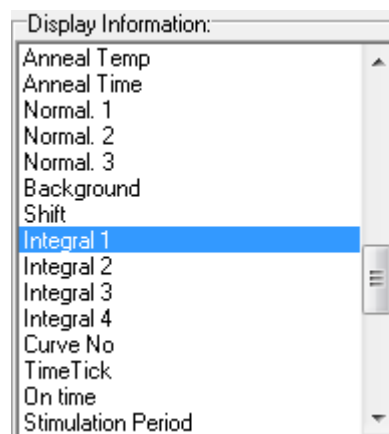 Display Information:
Anneal Temp
Anneal Time
Normal. 1
Normal. 2
Normal. 3
Background
Shift
Integral 1
Integral 2
Integral 3
Integral 4
Curve No
TimeTick
On time
Stimulation Period